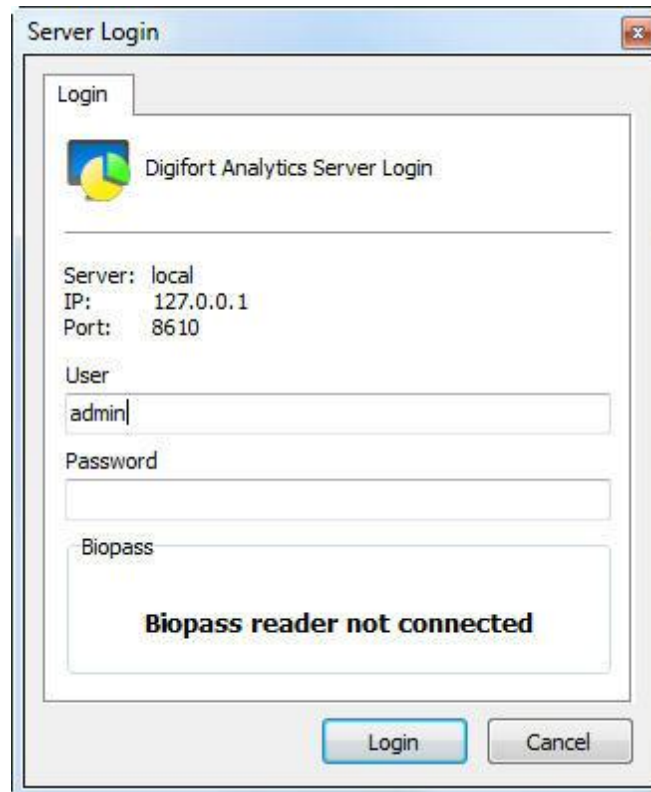 Server Login
Login
Digifort Analytics Server Login
Server: local
IP: 127.0.0.1
Port: 8610
User
admin
Password
Biopass
Biopass reader not connected
Login Cancel